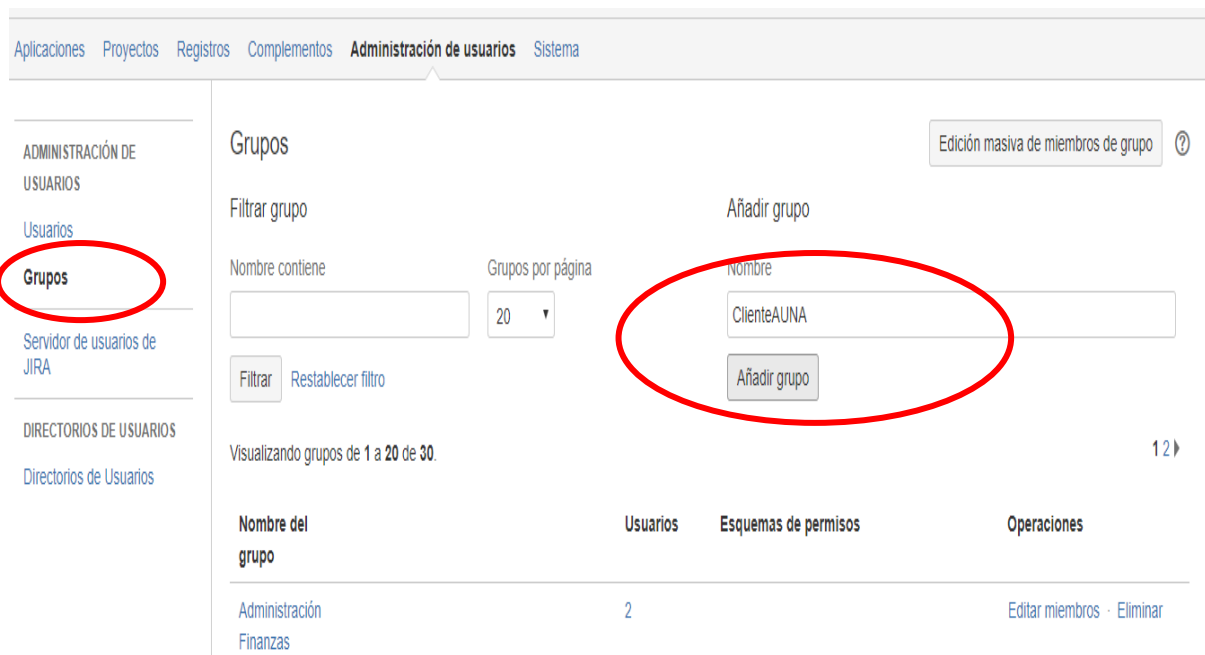 Aplicaciones Proyectos Registros Complementos Administración de usuarios Sistema
ADMINISTRACIÓN DE
USUARIOS
Usuarios
Grupos
Servidor de usuarios de
JIRA
DIRECTORIOS DE USUARIOS
Directorios de Usuarios
Grupos
Edición masiva de miembros de grupo ?
Filtrar grupo
Añadir grupo
Nombre contiene
Grupos por página
Nombre
20
ClienteAUNA
Filtrar Restablecer filtro
Añadir grupo
Visualizando grupos de 1 a 20 de 30.
1 2
Nombre del
grupo
Usuarios
Esquemas de permisos
Operaciones
Administración
Finanzas
2
Editar miembros · Eliminar